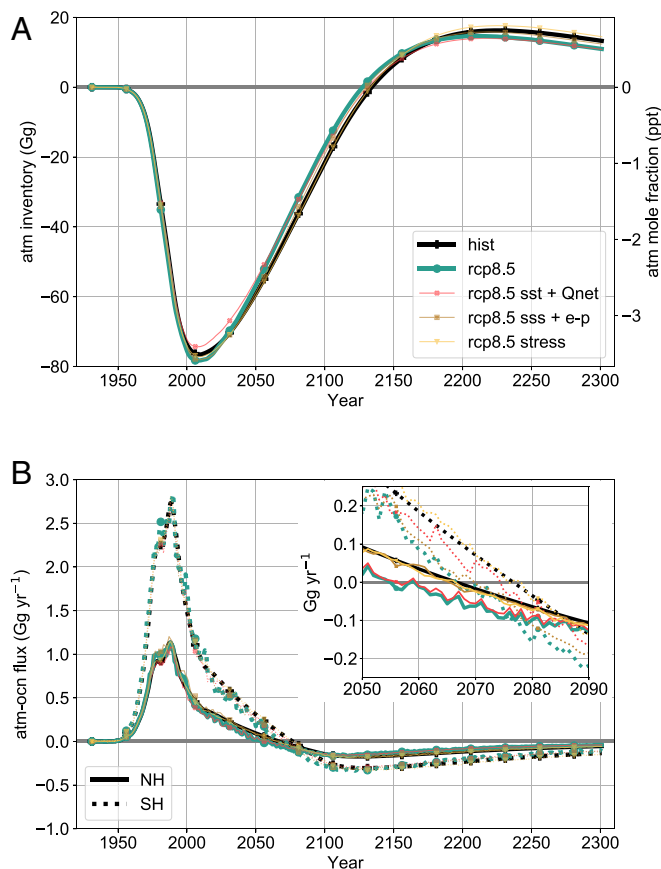 A
20
0
−20
−40
−60
−80
atm inventory (Gg)
0
−1
−2
−3
atm mole fraction (ppt)
hist
rcp8.5
rcp8.5 sst + Qnet
rcp8.5 sss + e-p
rcp8.5 stress
1950 2000 2050 2100 2150 2200 2250 2300
Year
B
3.0
2.5
2.0
1.5
1.0
0.5
0.0
−0.5
−1.0
atm-ocn flux (Gg yr⁻¹)
0.2
0.1
0.0
−0.1
−0.2
Gg yr⁻¹
2050 2060 2070 2080 2090
NH
SH
1950 2000 2050 2100 2150 2200 2250 2300
Year